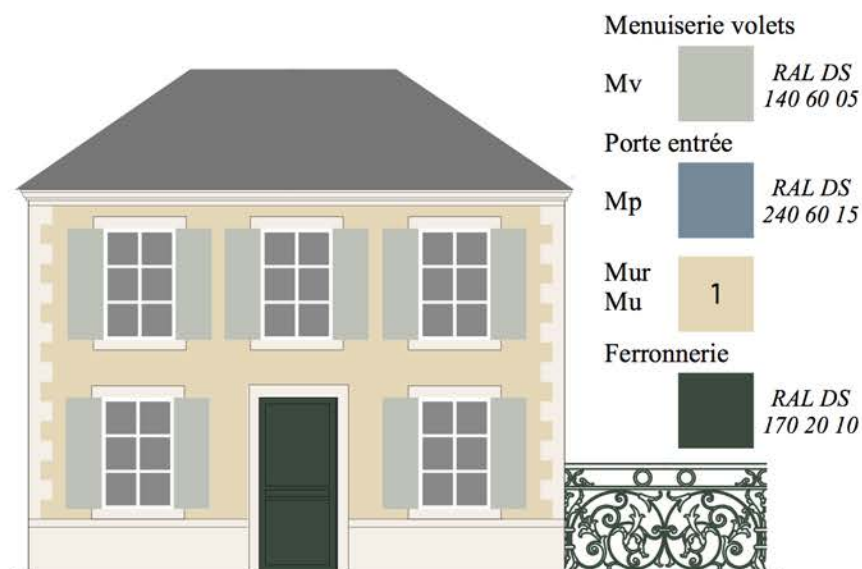 Menuiserie volets
Mv
RAL DS
140 60 05
Porte entrée
Mp
RAL DS
240 60 15
Mur
Mu
1
Ferronnerie
RAL DS
170 20 10